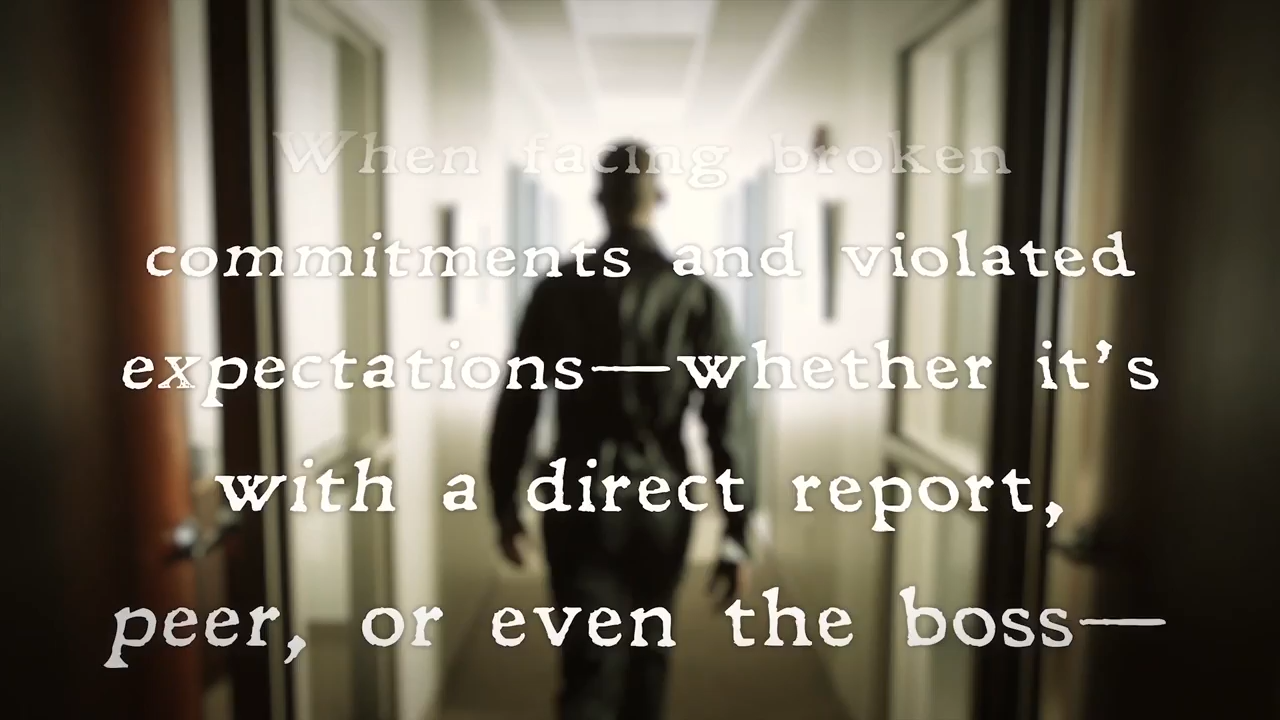 When facing broken
commitments and violated
expectations—whether it's
with a direct report,
peer, or even the boss—